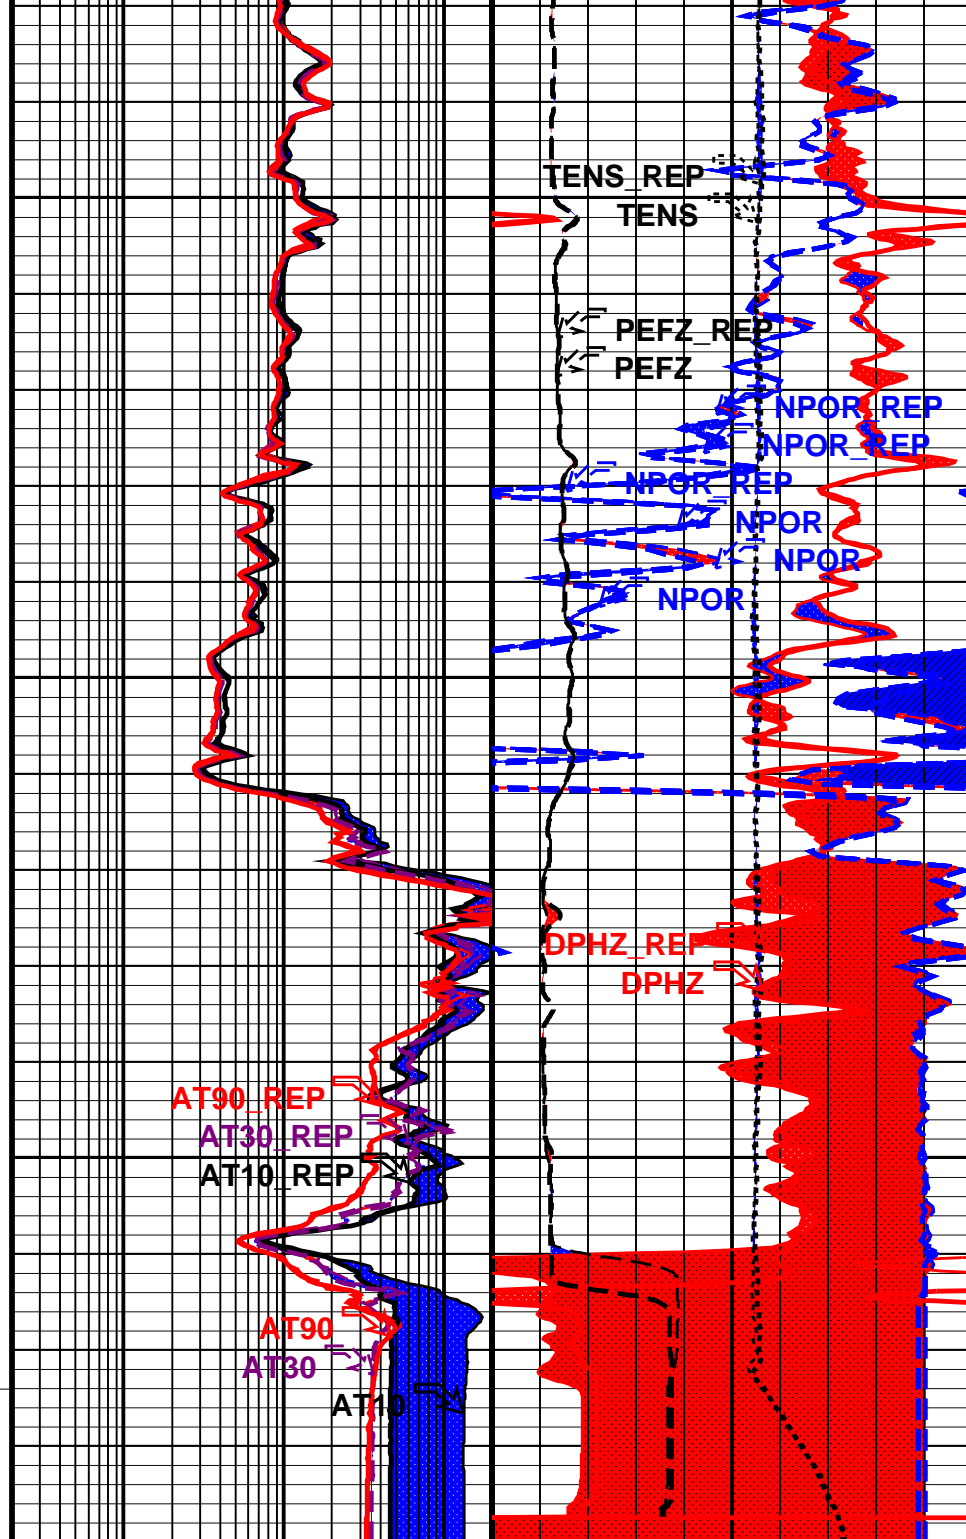 TENS_REP
TENS
PEFZ_REP
PEFZ
NPOR_REP
NPOR_REP
NPOR_REP
NPOR
NPOR
NPOR
DPHZ_REP
DPHZ
AT90_REP
AT30_REP
AT10_REP
AT90
AT30
AT10